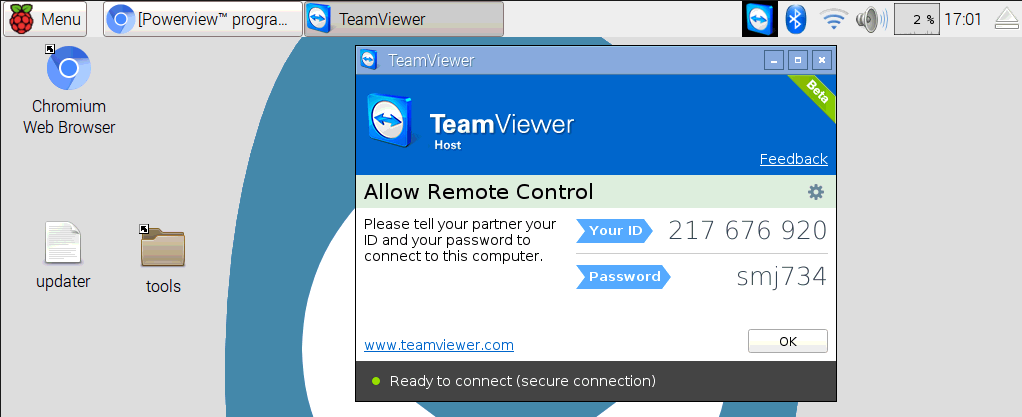 Menu
[Powerview™ progra...
TeamViewer
2 %
17:01
Chromium
Web Browser
updater
tools
TeamViewer
Beta
TeamViewer
Host
Feedback
Allow Remote Control
Please tell your partner your
ID and your password to
connect to this computer.
Your ID
217 676 920
Password
smj734
www.teamviewer.com
OK
Ready to connect (secure connection)